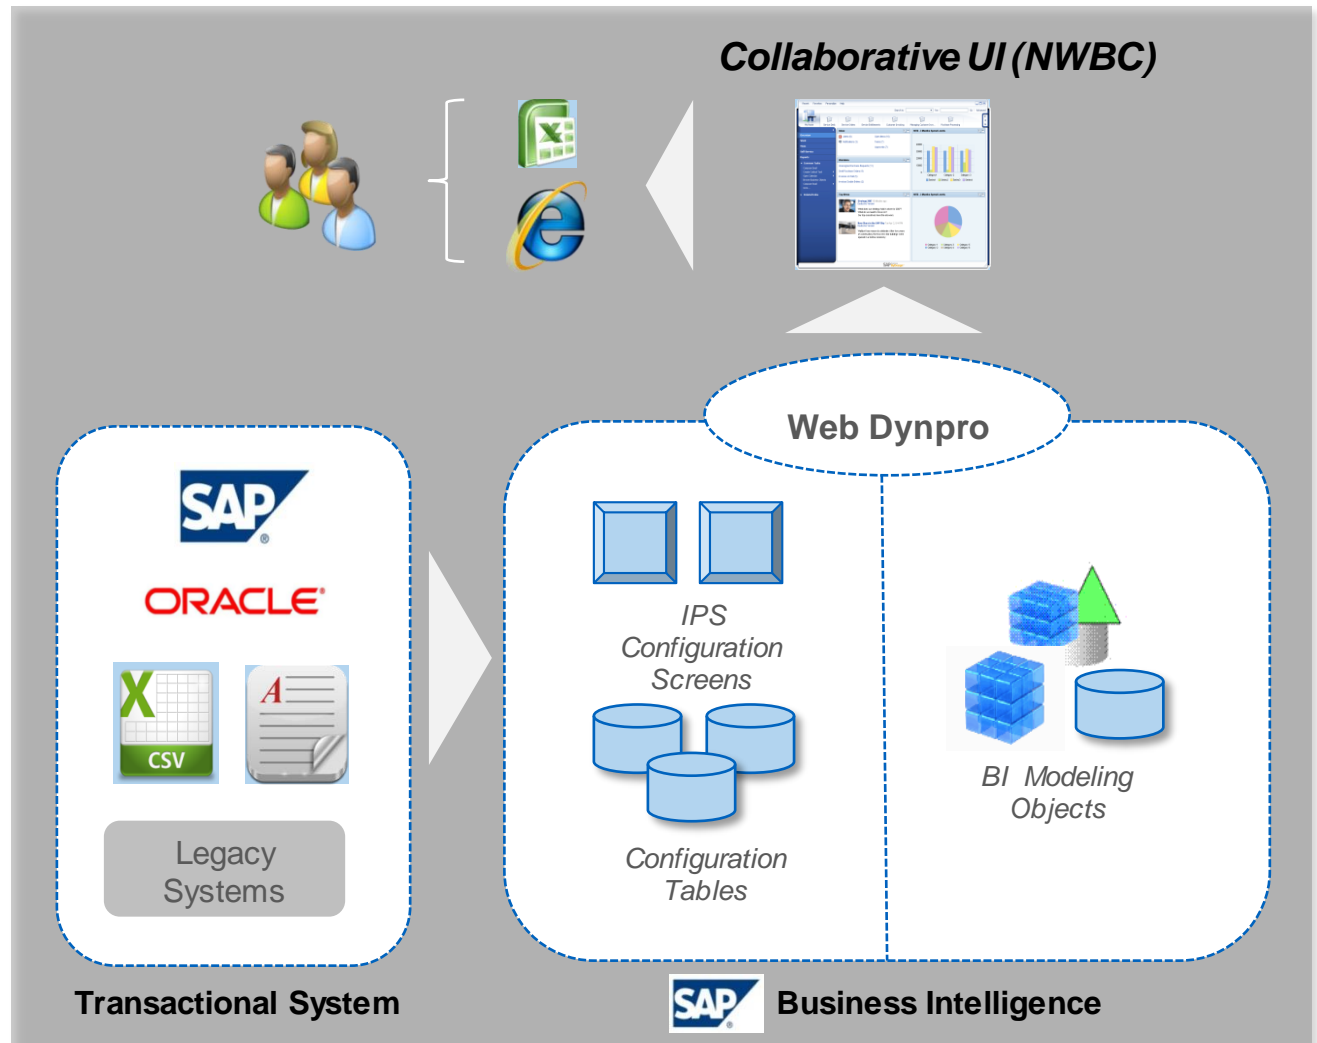 Collaborative UI (NWBC)
Web Dynpro
SAP
®
ORACLE®
X
CSV
A
Legacy
Systems
IPS
Configuration
Screens
Configuration
Tables
BI Modeling
Objects
Transactional System
SAP
®
Business Intelligence